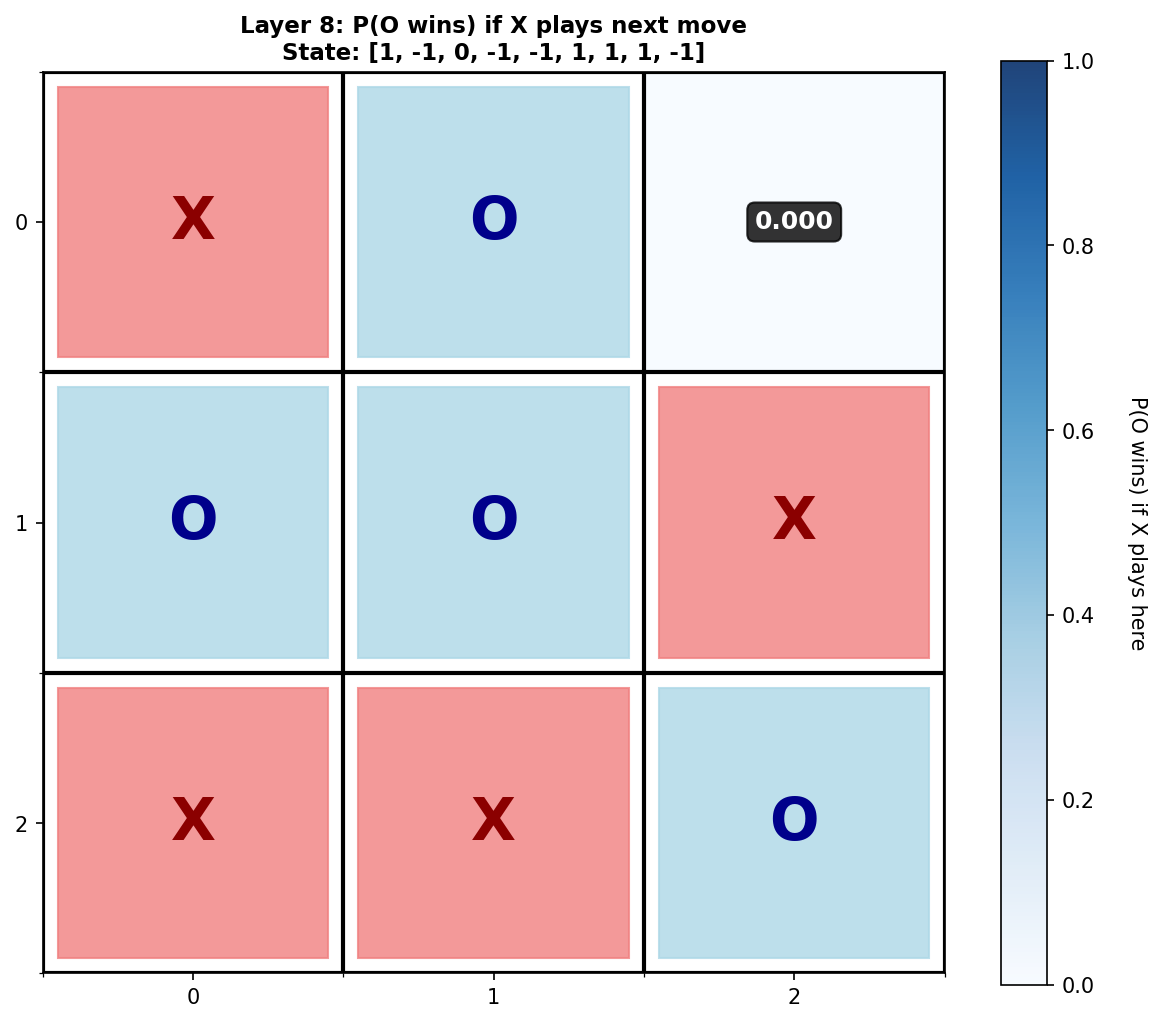 Layer 8: P(O wins) if X plays next move
State: [1, -1, 0, -1, -1, 1, 1, 1, -1]
X O 0.000
O O X
X X O
0
1
2
0 1 2
1.0
0.8
0.6
0.4
0.2
0.0
P(O wins) if X plays here